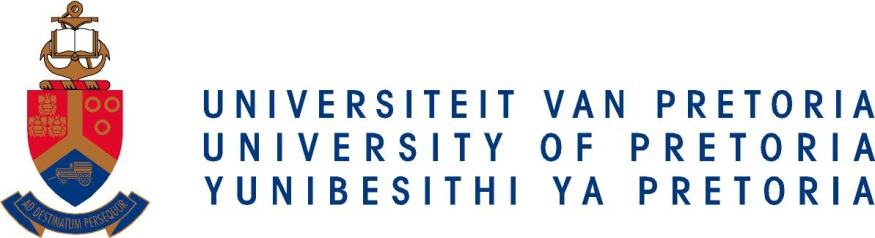 UNIVERSITEIT VAN PRETORIA
UNIVERSITY OF PRETORIA
YUNIBESITHI YA PRETORIA
AD DESTINATUM PERSEQUOR